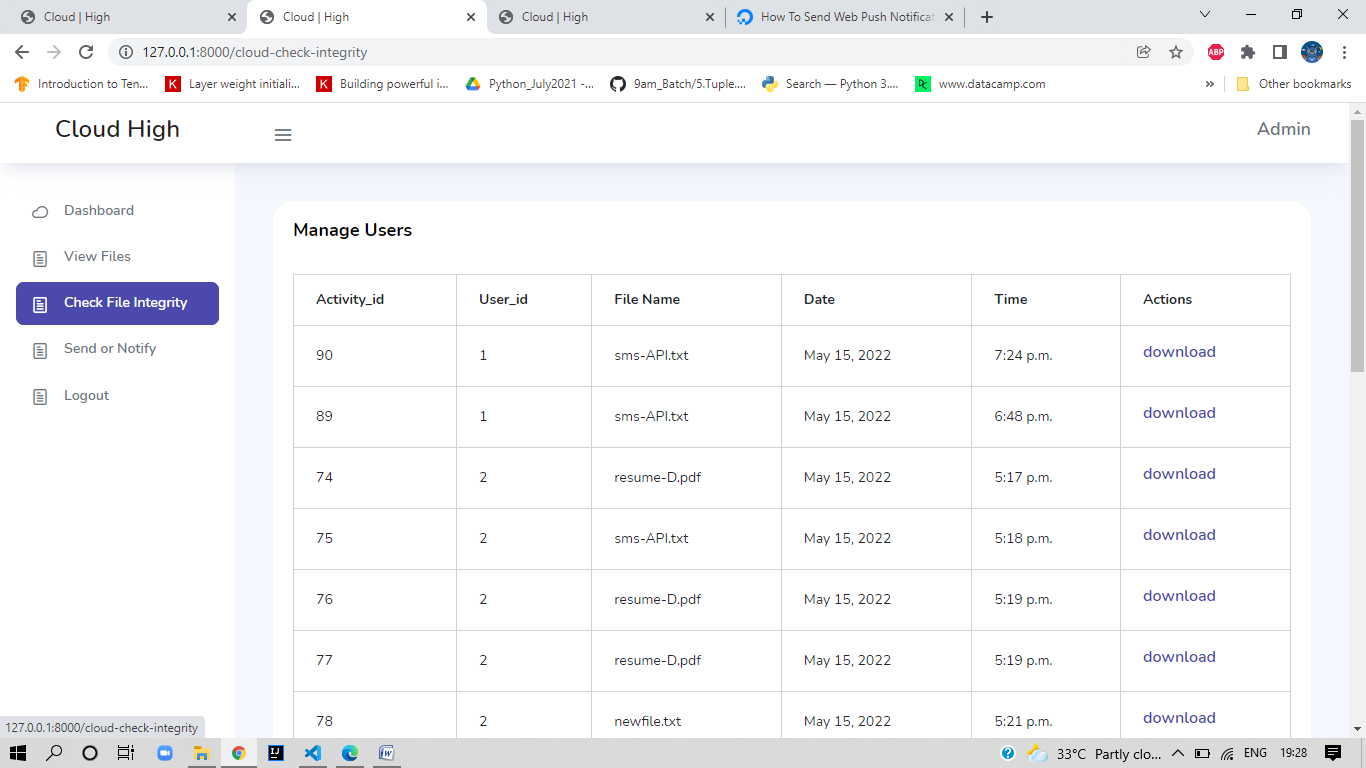 Cloud | High
Cloud | High
Cloud | High
How To Send Web Push Notificat
127.0.0.1:8000/cloud-check-integrity
ABP
Introduction to Ten...
K Layer weight initiali...
K Building powerful i...
Python_July2021 -...
9am_Batch/5.Tuple....
Search — Python 3....
www.datacamp.com
»
Other bookmarks
Cloud High
Admin
Dashboard
View Files
Check File Integrity
Send or Notify
Logout
Manage Users
Activity_id User_id File Name Date Time Actions
90 1 sms-API.txt May 15, 2022 7:24 p.m. download
89 1 sms-API.txt May 15, 2022 6:48 p.m. download
74 2 resume-D.pdf May 15, 2022 5:17 p.m. download
75 2 sms-API.txt May 15, 2022 5:18 p.m. download
76 2 resume-D.pdf May 15, 2022 5:19 p.m. download
77 2 resume-D.pdf May 15, 2022 5:19 p.m. download
78 2 newfile.txt May 15, 2022 5:21 p.m. download
127.0.0.1:8000/cloud-check-integrity
33°C Partly clo... ENG 19:28